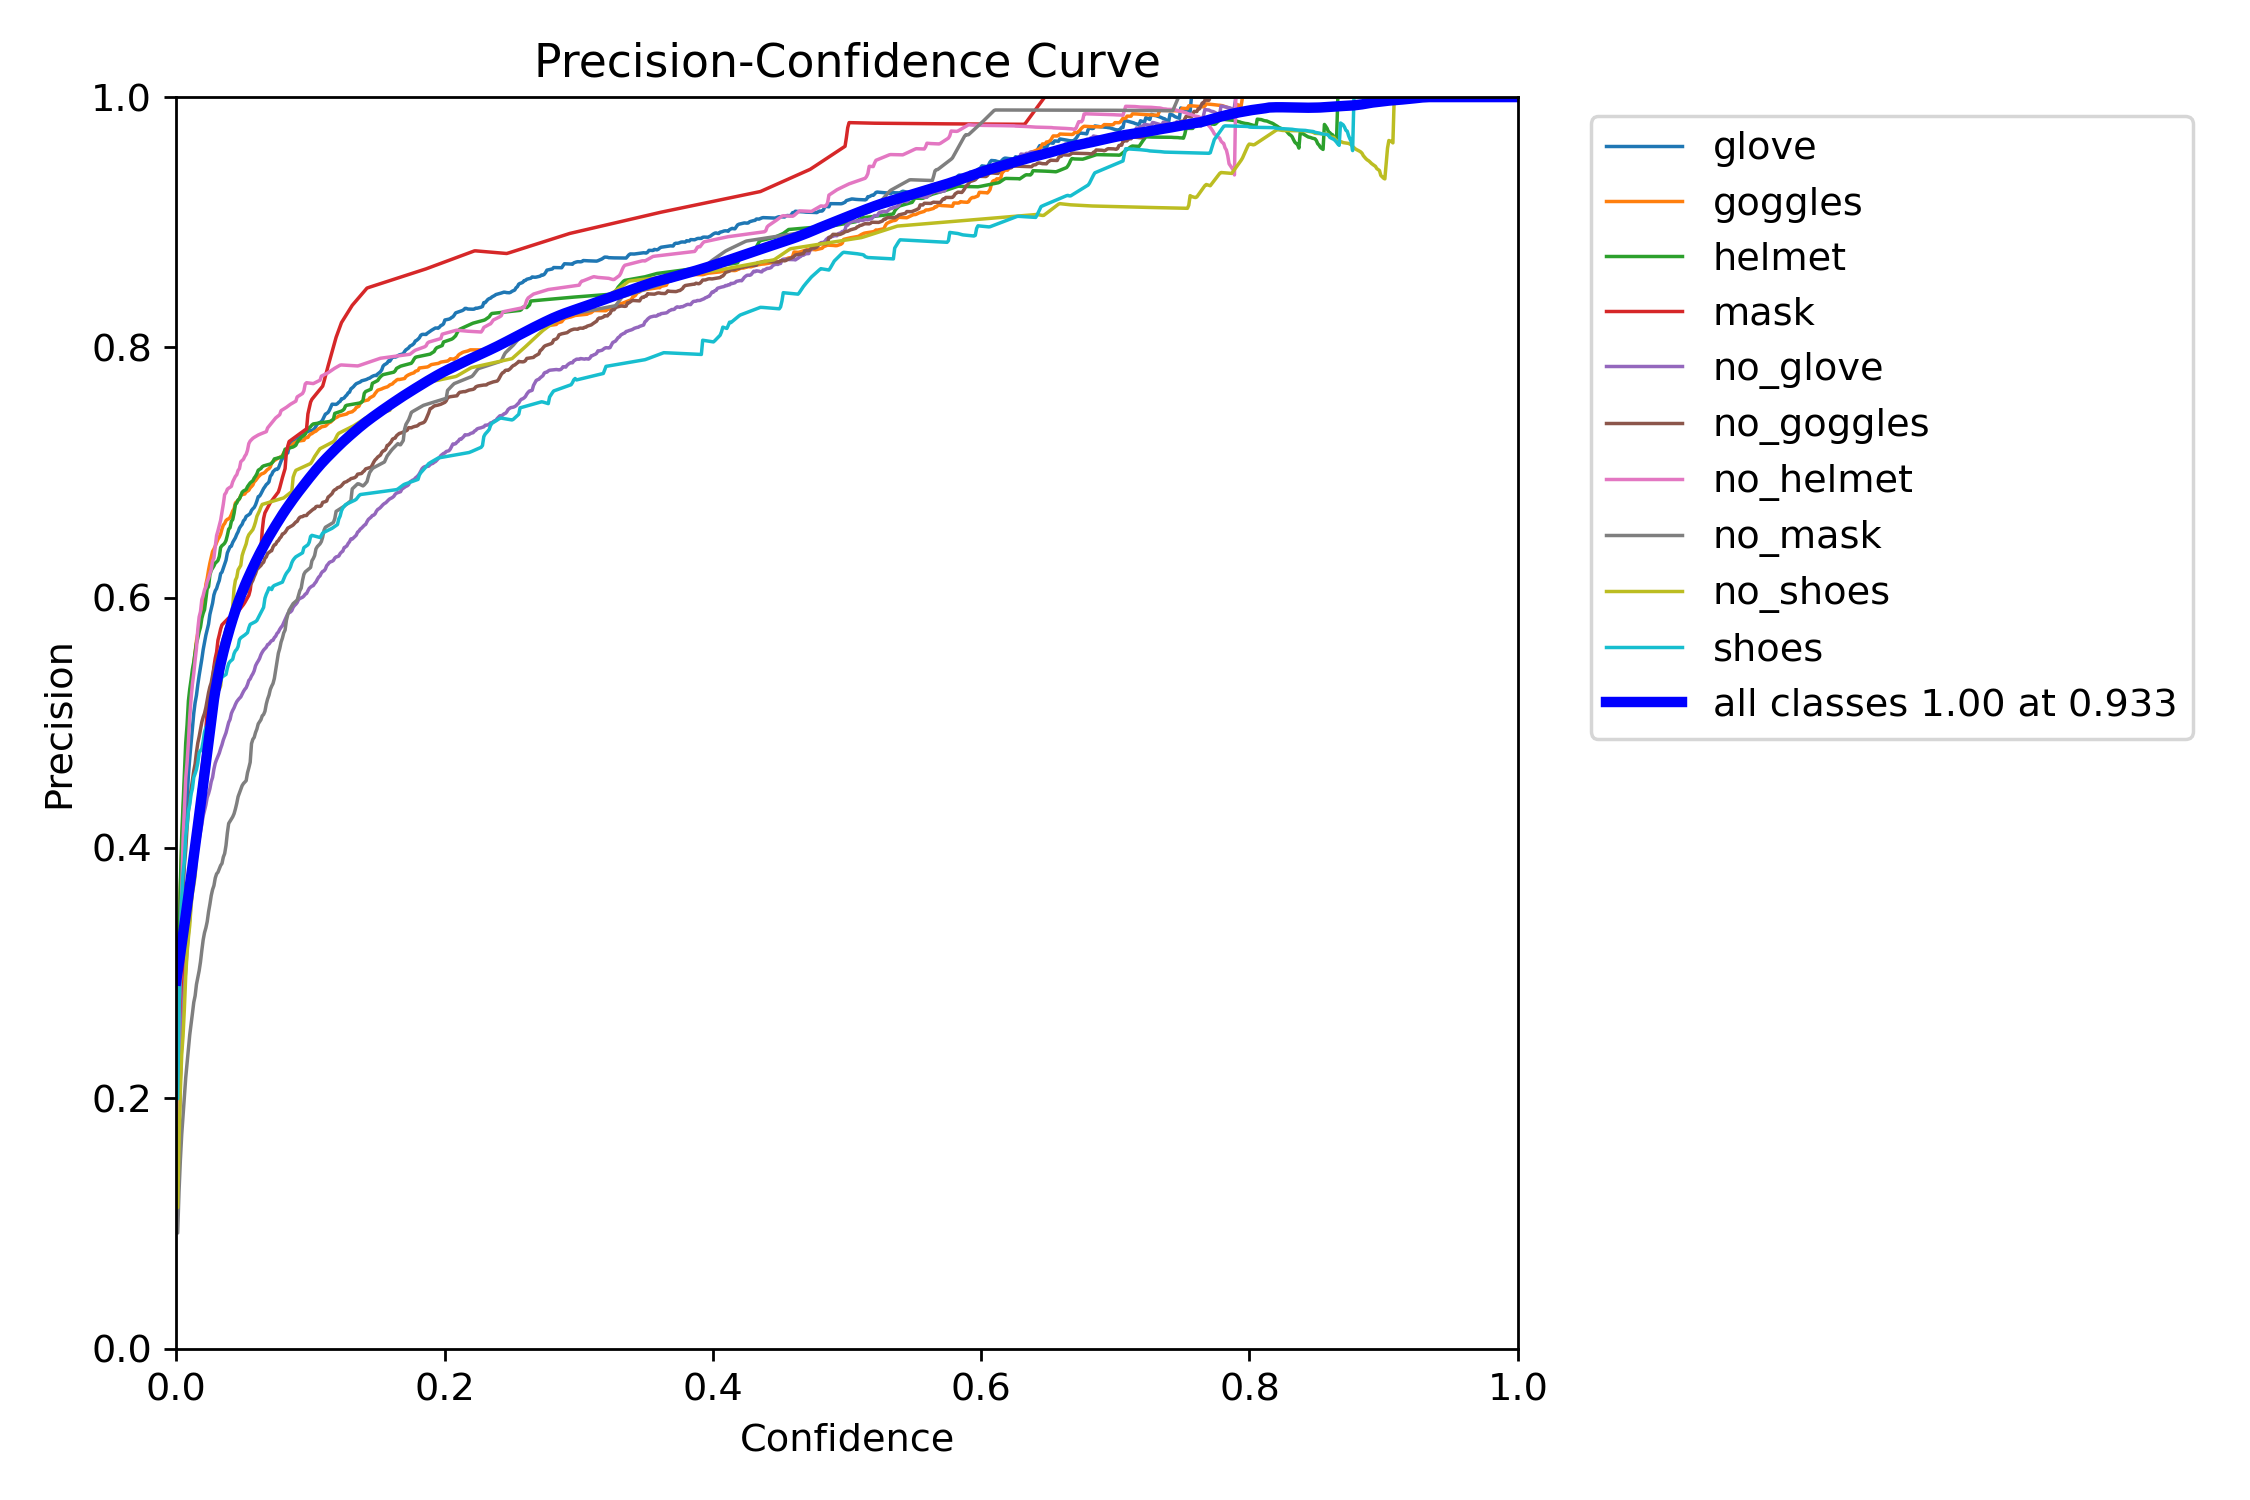 Precision-Confidence Curve
1.0
0.8
0.6
0.4
0.2
0.0
Precision
0.0 0.2 0.4 0.6 0.8 1.0
Confidence
glove
goggles
helmet
mask
no_glove
no_goggles
no_helmet
no_mask
no_shoes
shoes
all classes 1.00 at 0.933